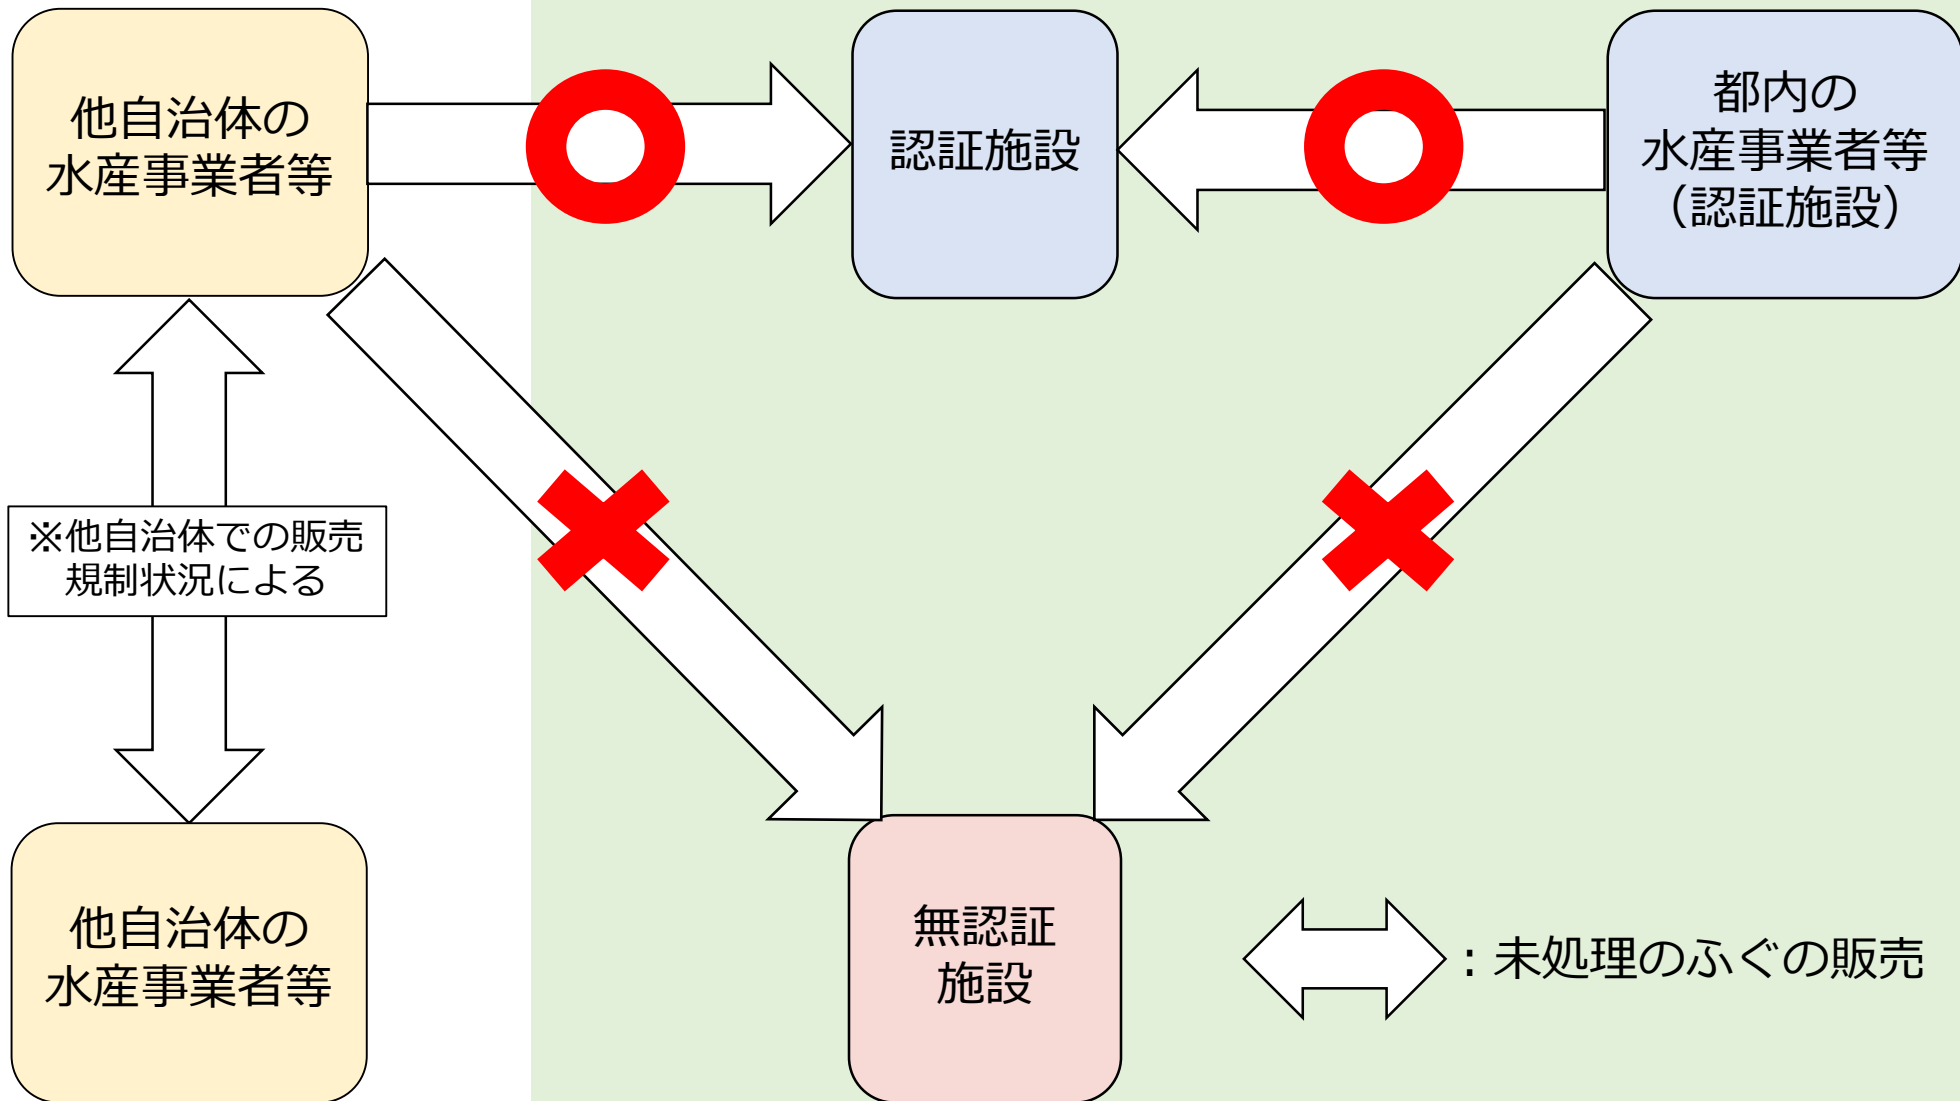 他自治体の
水産事業者等
認証施設
都内の
水産事業者等
（認証施設）
※他自治体での販売
規制状況による
他自治体の
水産事業者等
無認証
施設
：未処理のふぐの販売